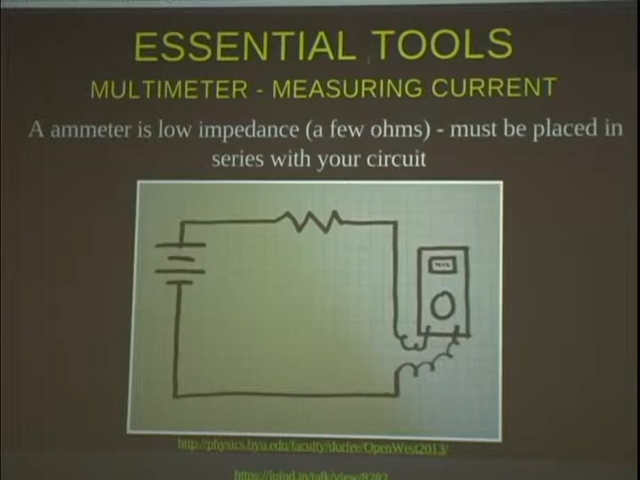 ESSENTIAL TOOLS
MULTIMETER - MEASURING CURRENT
A ammeter is low impedance (a few ohms) - must be placed in
series with your circuit
http://physics.byu.edu/faculty/durfee/OpenWest2013/